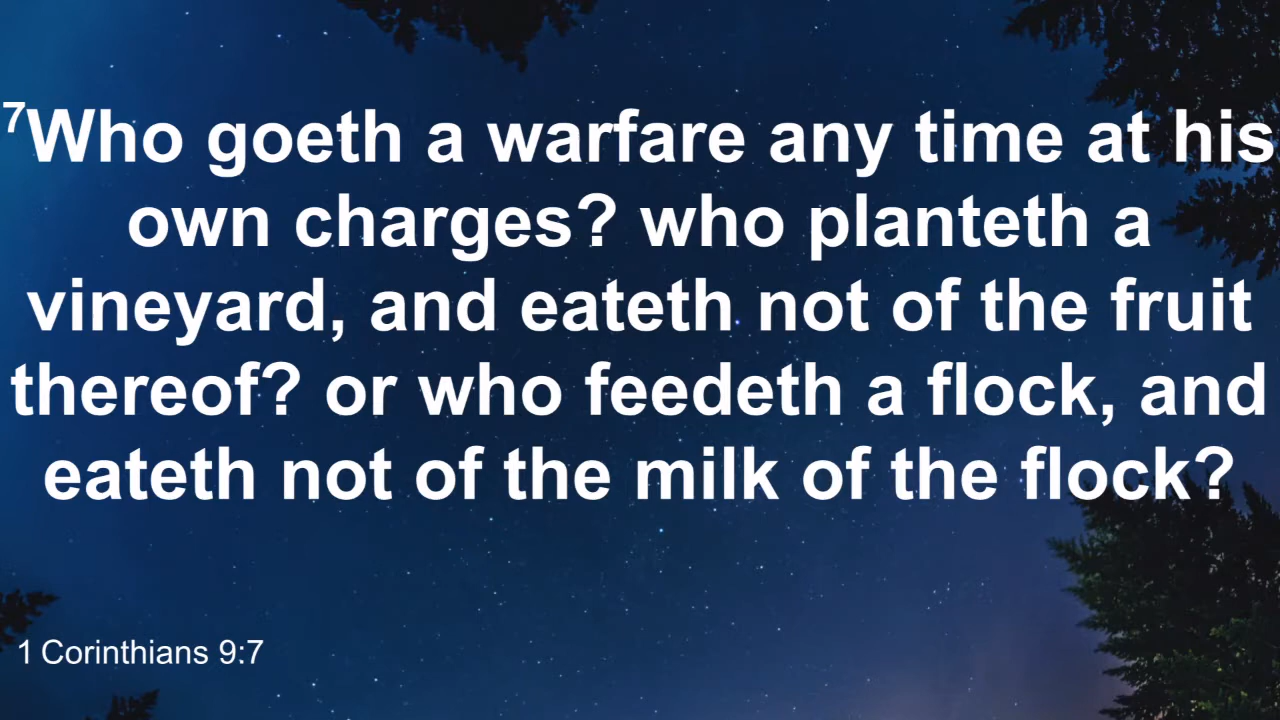 7Who goeth a warfare any time at his
own charges? who planteth a
vineyard, and eateth not of the fruit
thereof? or who feedeth a flock, and
eateth not of the milk of the flock?
1 Corinthians 9:7